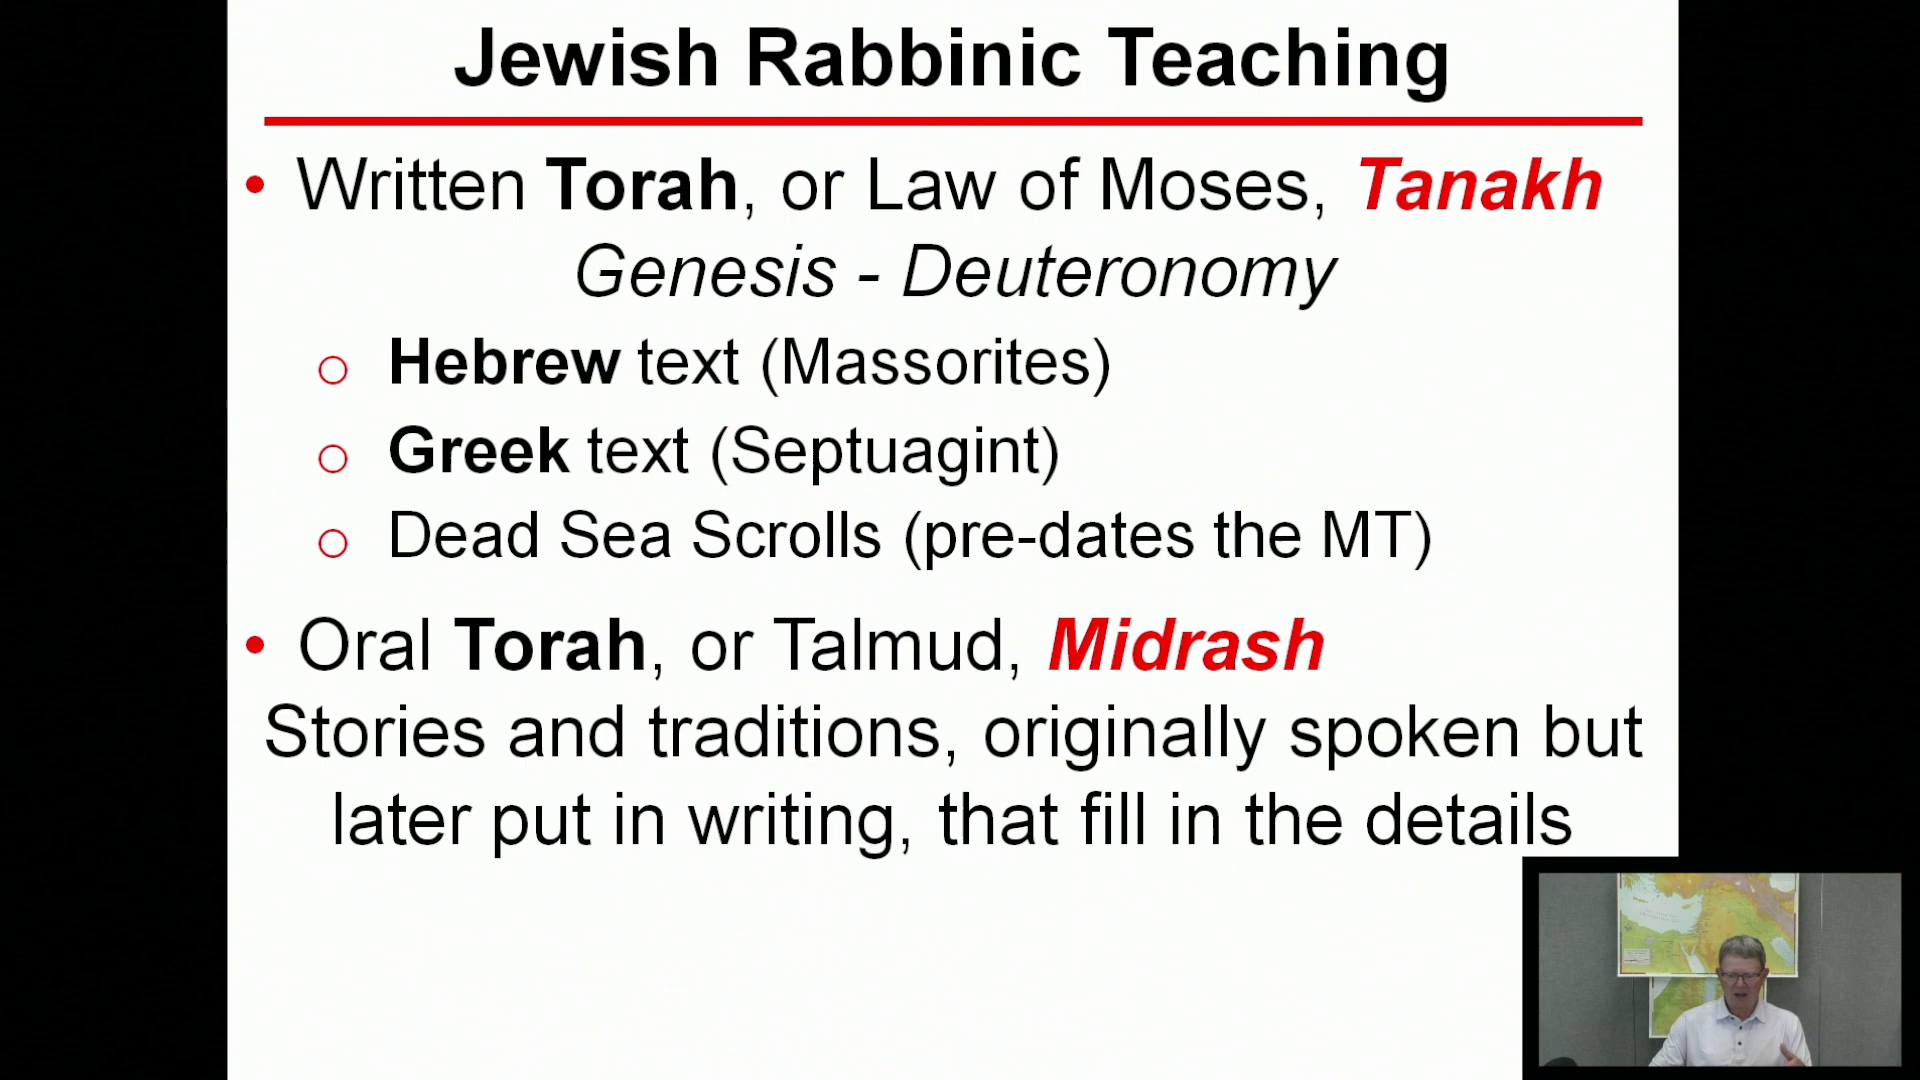 Jewish Rabbinic Teaching
• Written Torah, or Law of Moses, Tanakh
Genesis - Deuteronomy
o Hebrew text (Massorites)
o Greek text (Septuagint)
o Dead Sea Scrolls (pre-dates the MT)
• Oral Torah, or Talmud, Midrash
Stories and traditions, originally spoken but
later put in writing, that fill in the details